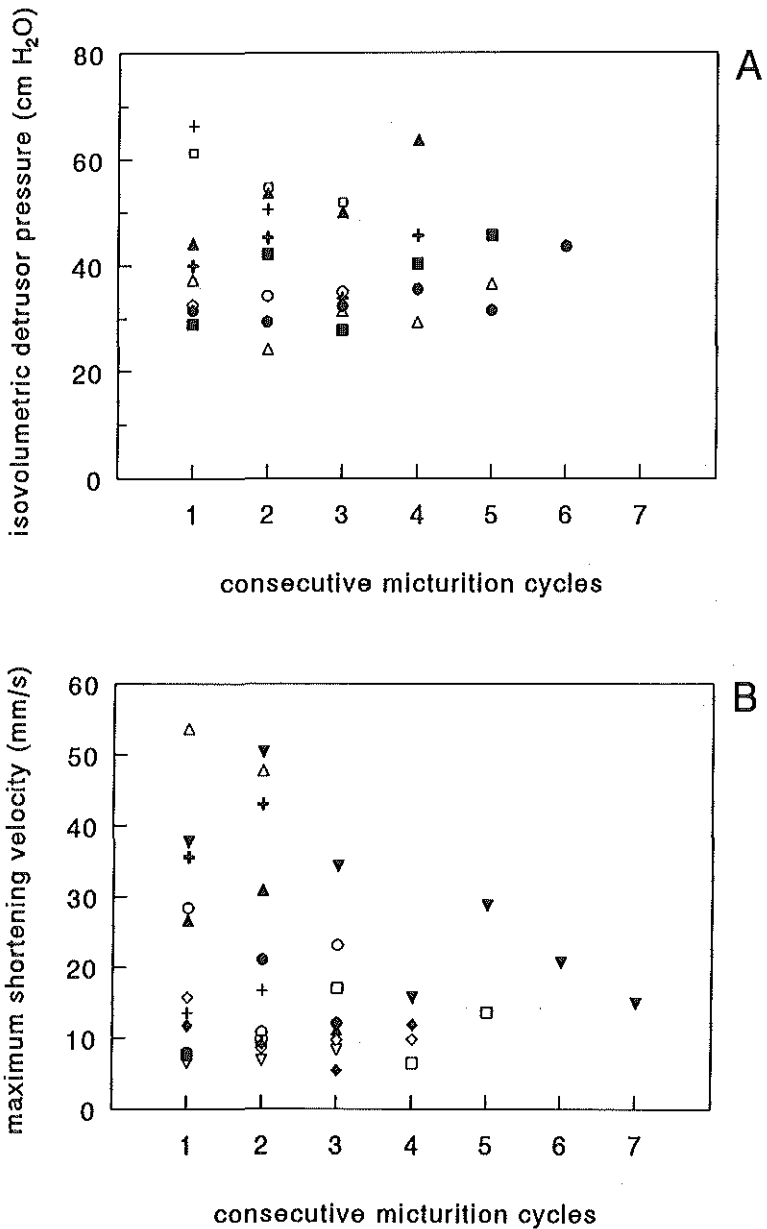 A
isovolumetric detrusor pressure (cm H₂O)
80
60
40
20
0
1 2 3 4 5 6 7
consecutive micturition cycles
B
maximum shortening velocity (mm/s)
60
50
40
30
20
10
0
1 2 3 4 5 6 7
consecutive micturition cycles